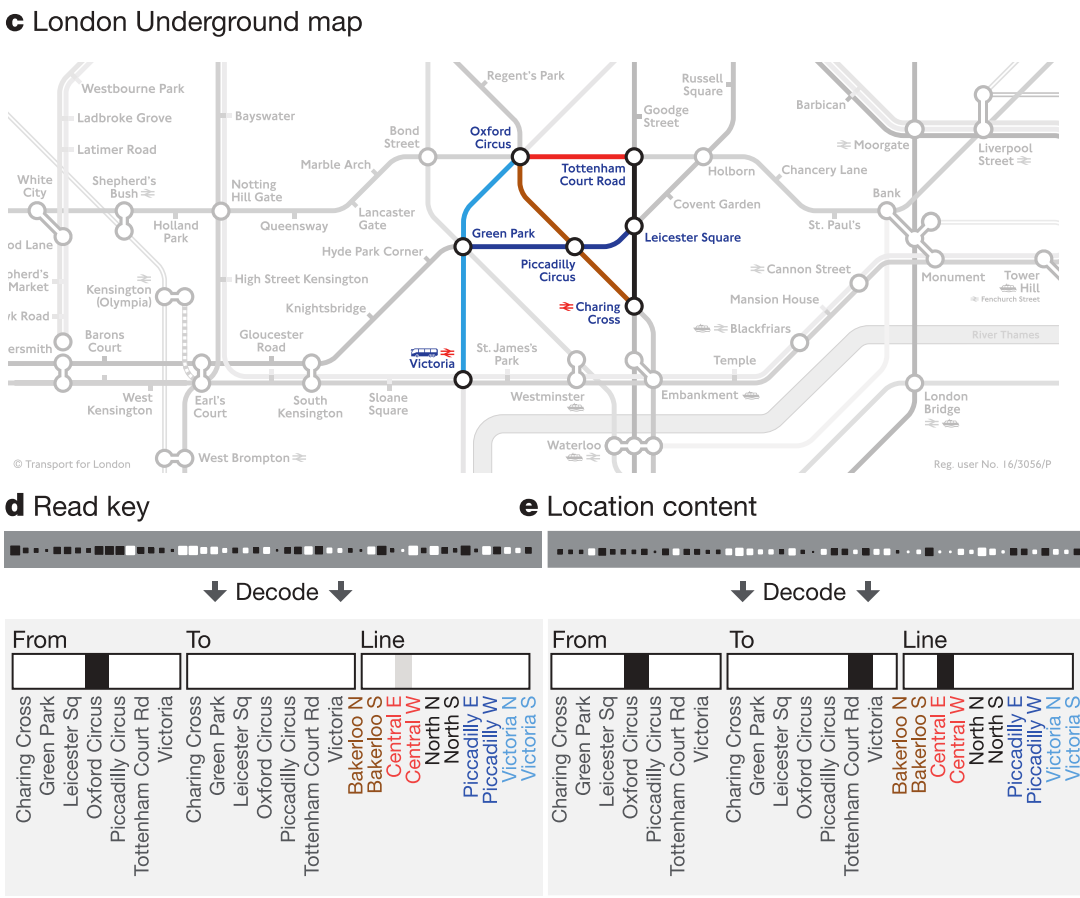 c London Underground map
Westbourne Park
Ladbroke Grove
Latimer Road
White
City
Shepherd's
Bush
Holland
Park
od Lane
pherd's
Market
rk Road
ersmith
Kensington
(Olympia)
Barons
Court
West
Kensington
Earl's
Court
West Brompton
Bayswater
Notting
Hill Gate
Queensway
Lancaster
Gate
Marble Arch
Bond
Street
High Street Kensington
Hyde Park Corner
Knightsbridge
Gloucester
Road
South
Kensington
Sloane
Square
Regent's Park
Oxford
Circus
Tottenham
Court Road
Goodge
Street
Russell
Square
Holborn
Covent Garden
Chancery Lane
St. Paul's
Bank
Barbican
Moorgate
Liverpool
Street
Green Park
Piccadilly
Circus
Leicester Square
Charing
Cross
Victoria
St. James's
Park
Westminster
Waterloo
Embankment
Temple
Blackfriars
Mansion House
Cannon Street
Monument
Tower
Hill
Fenchurch Street
River Thames
London
Bridge
© Transport for London
Reg. user No. 16/3056/P
d Read key
Decode
From
To
Line
Charing Cross
Green Park
Leicester Sq
Oxford Circus
Piccadilly Circus
Tottenham Court Rd
Victoria
Charing Cross
Green Park
Leicester Sq
Oxford Circus
Piccadilly Circus
Tottenham Court Rd
Victoria
Bakerloo N
Bakerloo S
Central E
Central W
North N
North S
Piccadilly E
Piccadilly W
Victoria N
Victoria S
e Location content
Decode
From
To
Line
Charing Cross
Green Park
Leicester Sq
Oxford Circus
Piccadilly Circus
Tottenham Court Rd
Victoria
Charing Cross
Green Park
Leicester Sq
Oxford Circus
Piccadilly Circus
Tottenham Court Rd
Victoria
Bakerloo N
Bakerloo S
Central E
Central W
North N
North S
Piccadilly E
Piccadilly W
Victoria N
Victoria S